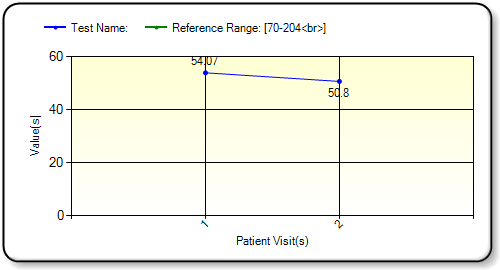 Test Name: Reference Range: [70-204<br>]
60
54.07
50.8
40
Value(s)
20
0
1 2
Patient Visit(s)